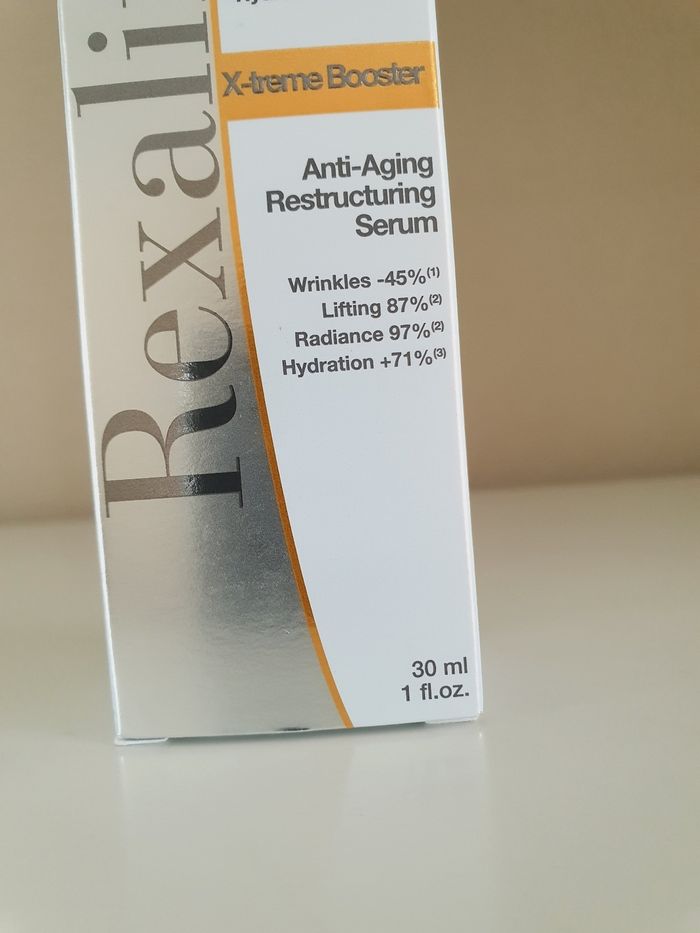 Rexali
X-treme Booster
Anti-Aging
Restructuring
Serum
Wrinkles -45%(1)
Lifting 87%(2)
Radiance 97%(2)
Hydration +71%(3)
30 ml
1 fl.oz.